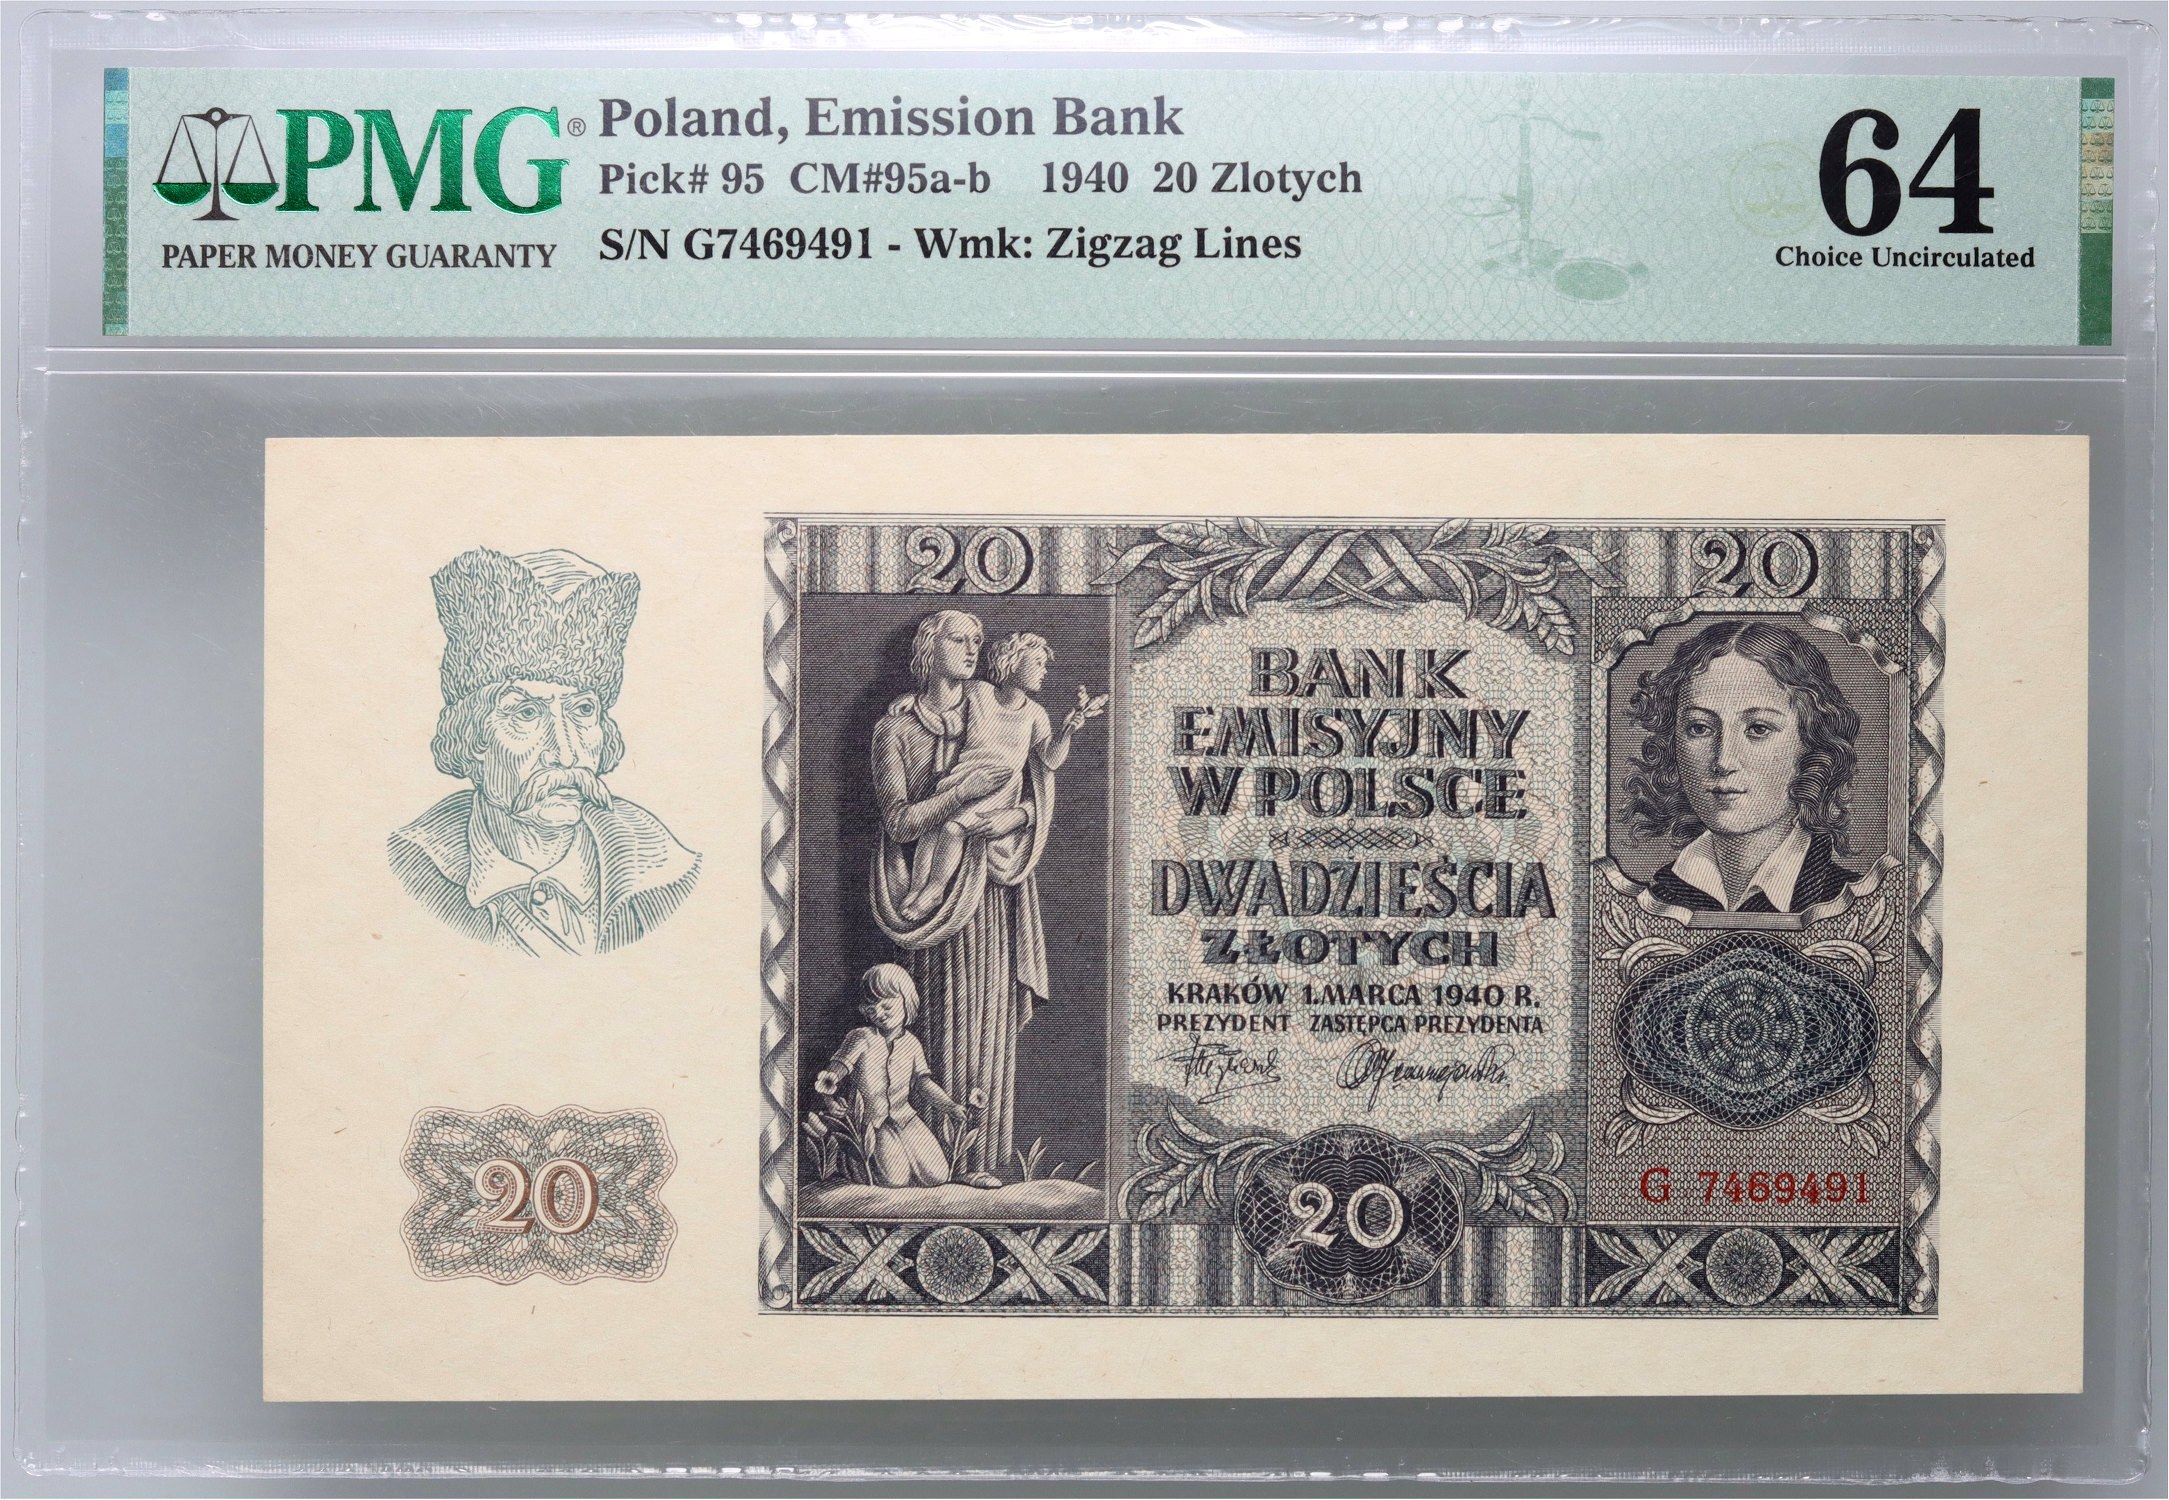 PMG®
PAPER MONEY GUARANTY
Poland, Emission Bank
Pick# 95 CM#95a-b 1940 20 Zlotych
S/N G7469491 - Wmk: Zigzag Lines
64
Choice Uncirculated
20
20
BANK
EMISYJNY
W POLSCE
DWADZIEŚCIA
ZŁOTYCH
KRAKÓW 1.MARCA 1940 R.
PREZYDENT ZASTĘPCA PREZYDENTA
G 7469491
20
20